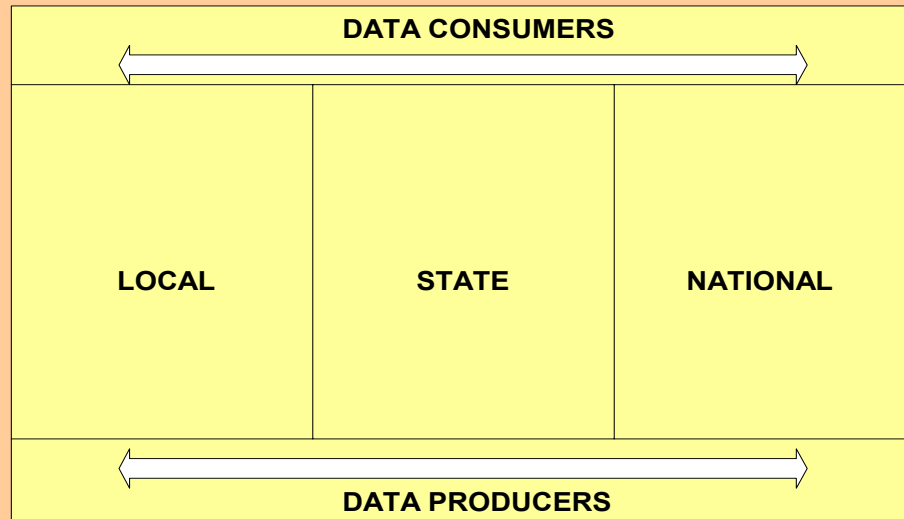 DATA CONSUMERS
LOCAL STATE NATIONAL
DATA PRODUCERS